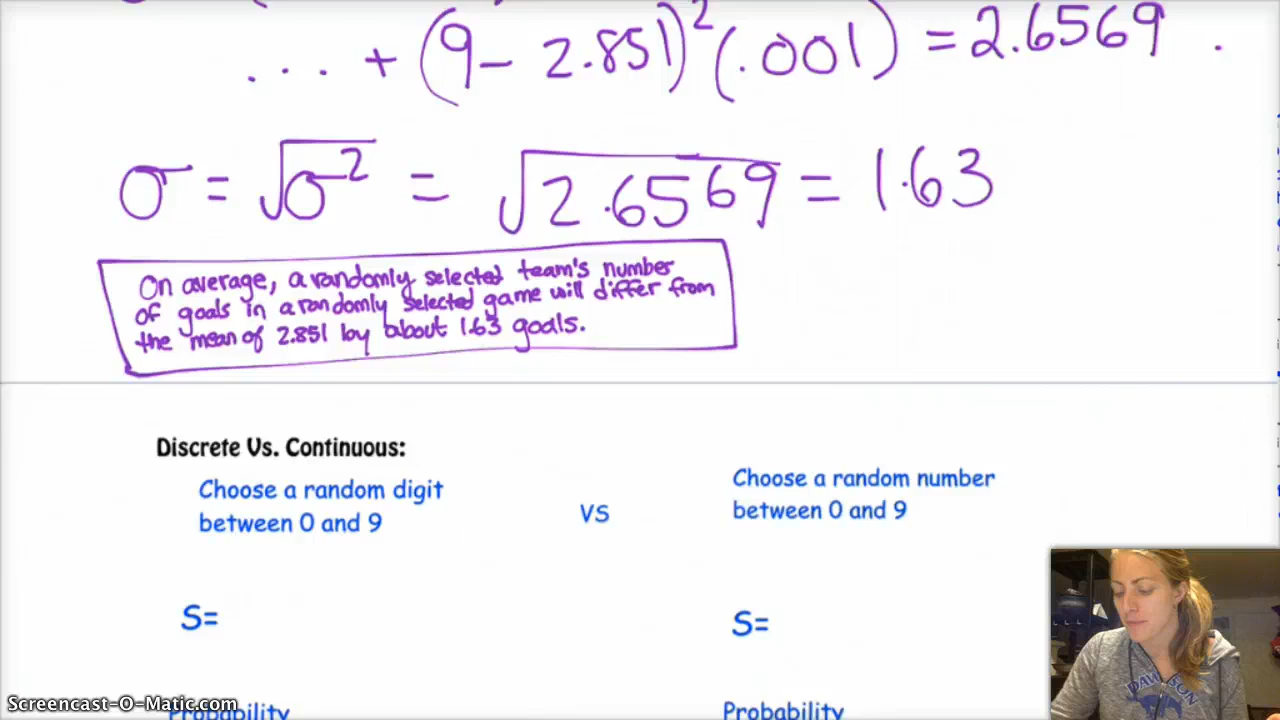 ... + (9 - 2.851)² (.001) = 2.6569 .
σ = √σ² = √2.6569 = 1.63
On average, a randomly selected team's number
of goals in a randomly selected game will differ from
the mean of 2.851 by about 1.63 goals.
Discrete Vs. Continuous:
Choose a random digit
between 0 and 9
VS
Choose a random number
between 0 and 9
S=
S=
Probability
Probability
Screencast-O-Matic.com